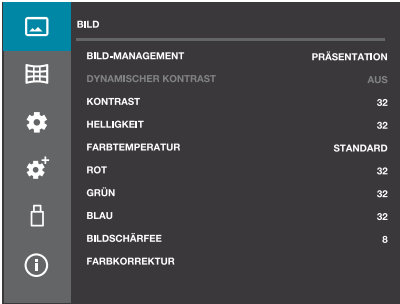 BILD
BILD-MANAGEMENT PRÄSENTATION
DYNAMISCHER KONTRAST AUS
KONTRAST 32
HELLIGKEIT 32
FARBTEMPERATUR STANDARD
ROT 32
GRÜN 32
BLAU 32
BILDSCHÄRFEE 8
FARBKORREKTUR